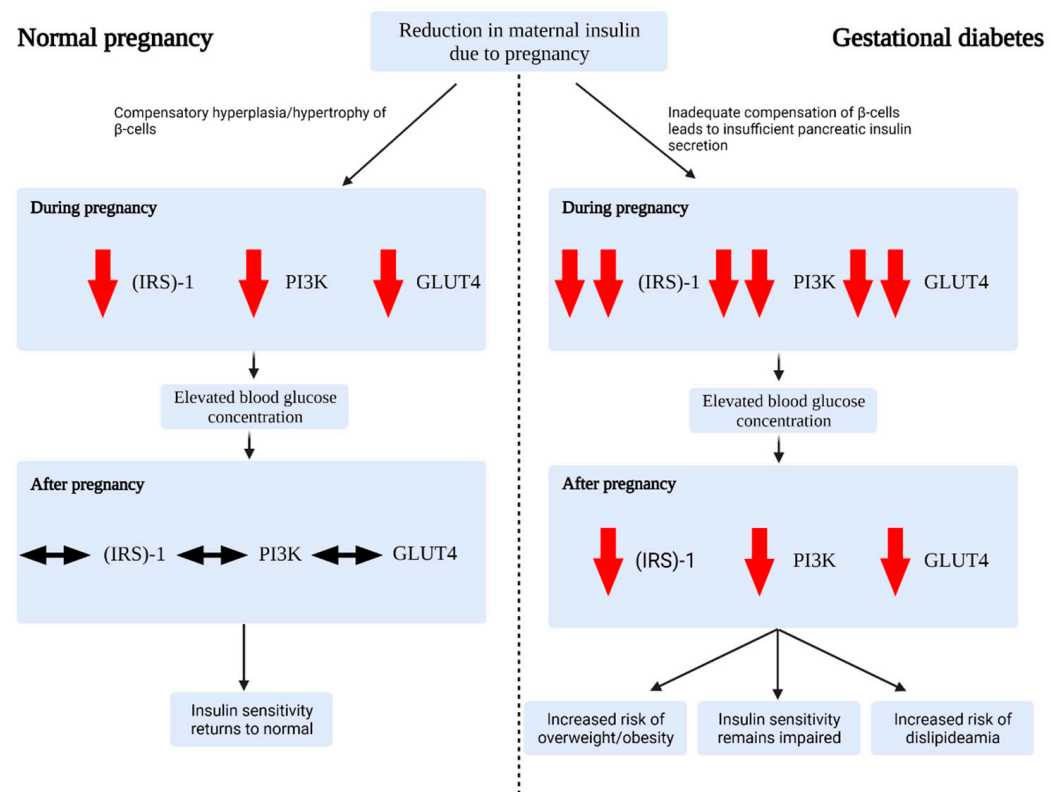 Normal pregnancy
Reduction in maternal insulin
due to pregnancy
Gestational diabetes
Compensatory hyperplasia/hypertrophy of
β-cells
Inadequate compensation of β-cells
leads to insufficient pancreatic insulin
secretion
During pregnancy
(IRS)-1 PI3K GLUT4
Elevated blood glucose
concentration
After pregnancy
(IRS)-1 PI3K GLUT4
Insulin sensitivity
returns to normal
During pregnancy
(IRS)-1 PI3K GLUT4
Elevated blood glucose
concentration
After pregnancy
(IRS)-1 PI3K GLUT4
Increased risk of
overweight/obesity
Insulin sensitivity
remains impaired
Increased risk of
dislipideamia